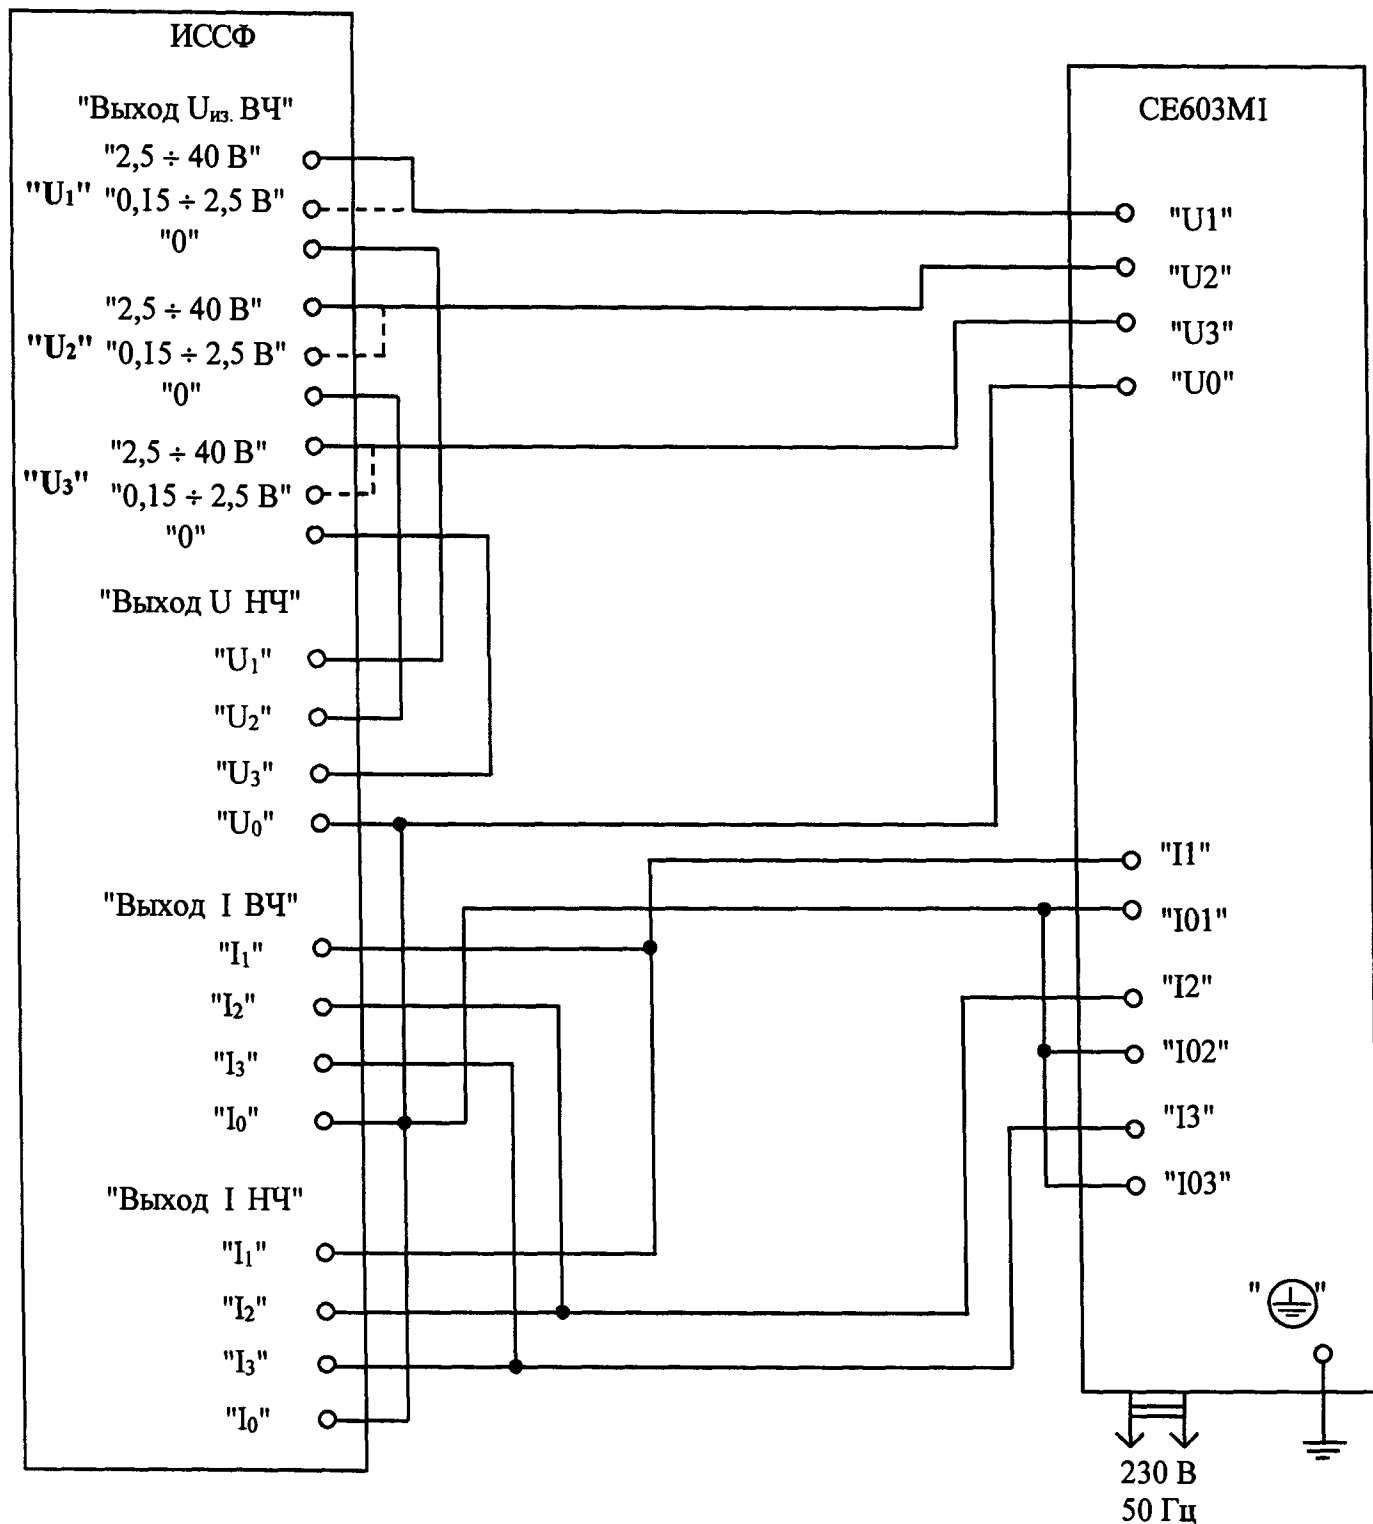 ИССФ
"Выход Uиз. ВЧ"
"2,5 ÷ 40 В"
"U1" "0,15 ÷ 2,5 В"
"0"
"2,5 ÷ 40 В"
"U2" "0,15 ÷ 2,5 В"
"0"
"2,5 ÷ 40 В"
"U3" "0,15 ÷ 2,5 В"
"0"
"Выход U НЧ"
"U1"
"U2"
"U3"
"U0"
"Выход I ВЧ"
"I1"
"I2"
"I3"
"I0"
"Выход I НЧ"
"I1"
"I2"
"I3"
"I0"
СЕ603МI
"U1"
"U2"
"U3"
"U0"
"I1"
"I01"
"I2"
"I02"
"I3"
"I03"
" "
230 В
50 Гц